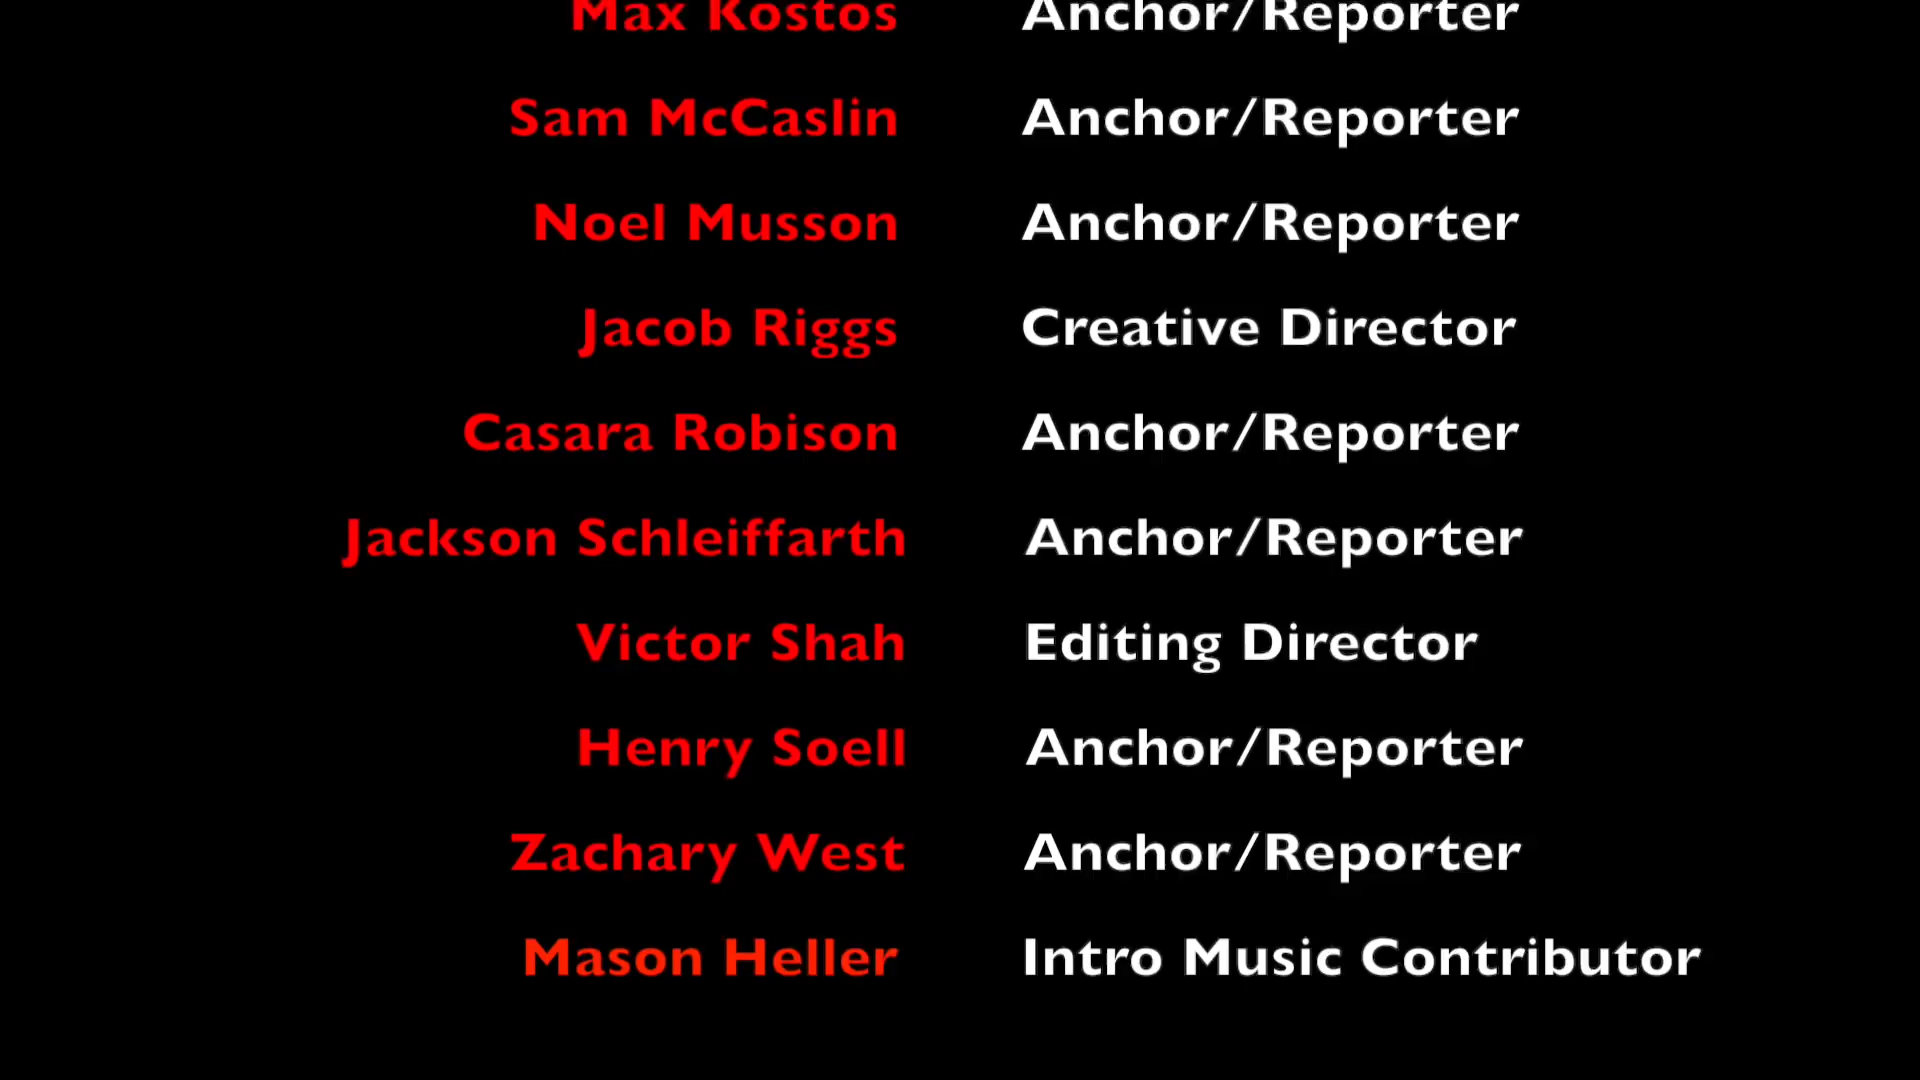 Max Kostos Anchor/Reporter
Sam McCaslin Anchor/Reporter
Noel Musson Anchor/Reporter
Jacob Riggs Creative Director
Casara Robison Anchor/Reporter
Jackson Schleiffarth Anchor/Reporter
Victor Shah Editing Director
Henry Soell Anchor/Reporter
Zachary West Anchor/Reporter
Mason Heller Intro Music Contributor